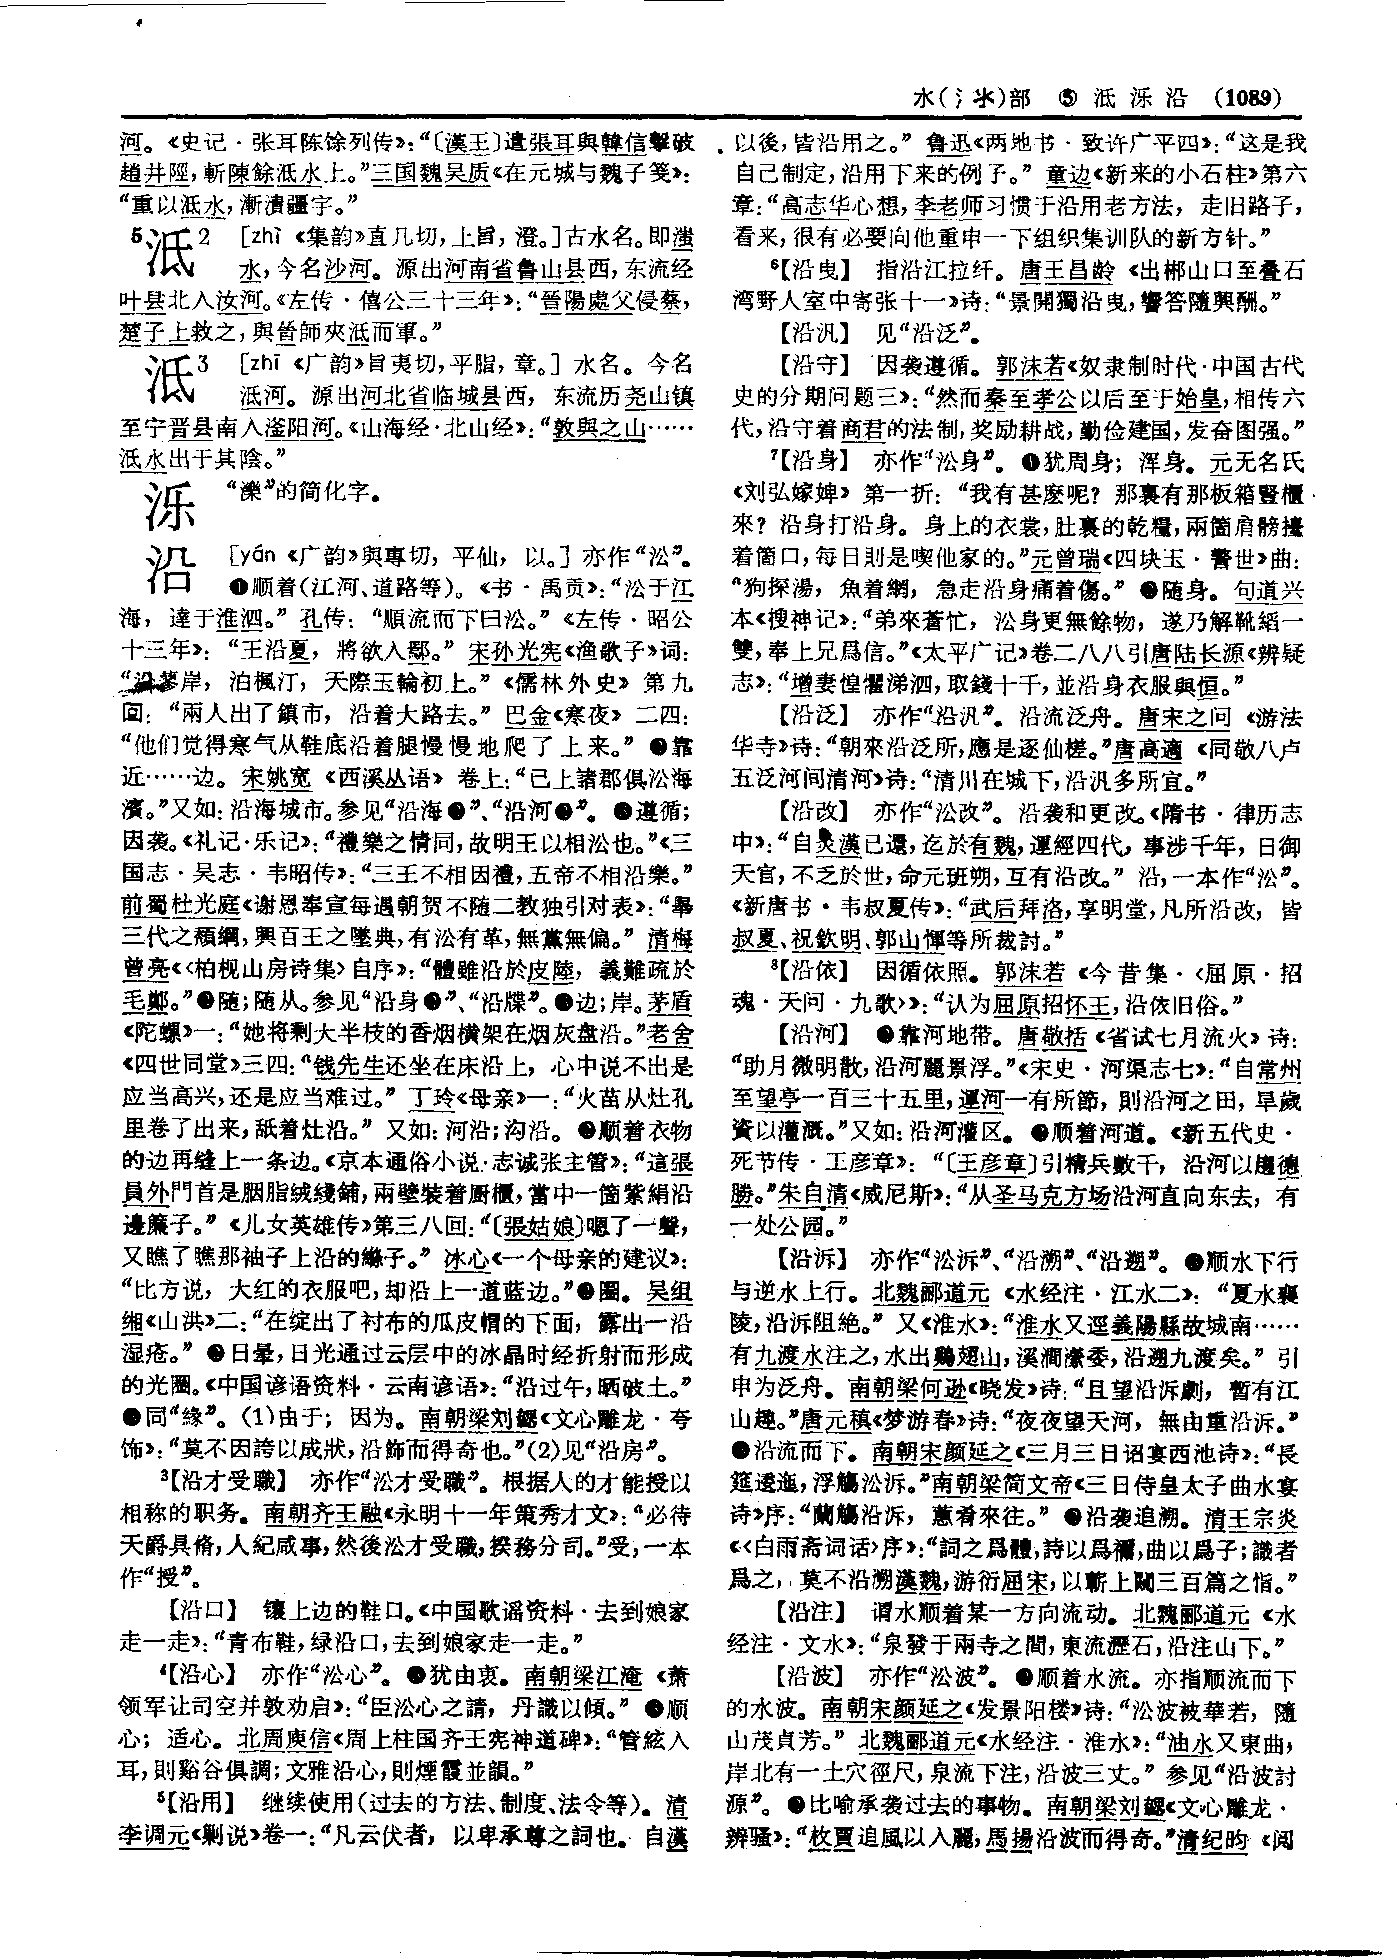 水(氵氺)部 ⑤ 泜 泺 沿 (1089)
河。《史记·张耳陈馀列传》：“〔漢王〕遣張耳與韓信擊破
趙井陘，斬陳餘泜水上。”三国魏吴质《在元城与魏子笺》：
“重以泜水，漸漬疆宇。”
5泜2 [zhì 《集韵》直几切，上旨，澄。]古水名。即滍
水，今名沙河。源出河南省鲁山县西，东流经
叶县北入汝河。《左传·僖公三十三年》：“晉陽處父侵蔡，
楚子上救之，與晉師夾泜而軍。”
泜3 [zhī 《广韵》旨夷切，平脂，章。] 水名。今名
泜河。源出河北省临城县西，东流历尧山镇
至宁晋县南入滏阳河。《山海经·北山经》：“敦與之山……
泜水出于其陰。”
泺 “濼”的简化字。
沿 [yán 《广韵》與專切，平仙，以。] 亦作“㳂”。
❶顺着(江河、道路等)。《书·禹贡》：“㳂于江
海，達于淮泗。”孔传：“順流而下曰㳂。”《左传·昭公
十三年》：“王沿夏，將欲入鄢。”宋孙光宪《渔歌子》词：
“沿蓼岸，泊楓汀，天際玉輪初上。”《儒林外史》第九
回：“兩人出了鎮市，沿着大路去。”巴金《寒夜》二四：
“他们觉得寒气从鞋底沿着腿慢慢地爬了上来。”❷靠
近……边。宋姚宽《西溪丛语》卷上：“已上諸郡俱㳂海
濱。”又如：沿海城市。参见“沿海❶”、“沿河❶”。❸遵循；
因袭。《礼记·乐记》：“禮樂之情同，故明王以相㳂也。”《三
国志·吴志·韦昭传》：“三王不相因禮，五帝不相沿樂。”
前蜀杜光庭《谢恩奉宣每遇朝贺不随二教独引对表》：“舉
三代之頹綱，興百王之墜典，有㳂有革，無黨無偏。”清梅
曾亮《〈柏枧山房诗集〉自序》：“體雖沿於皮陸，義難疏於
毛鄭。”❹随；随从。参见“沿身❷”、“沿牒”。❺边；岸。茅盾
《陀螺》一：“她将剩大半枝的香烟横架在烟灰盘沿。”老舍
《四世同堂》三四：“钱先生还坐在床沿上，心中说不出是
应当高兴，还是应当难过。”丁玲《母亲》一：“火苗从灶孔
里卷了出来，舐着灶沿。”又如：河沿；沟沿。❻顺着衣物
的边再缝上一条边。《京本通俗小说·志诚张主管》：“這張
員外門首是胭脂絨綫鋪，兩壁裝着厨櫃，當中一箇紫絹沿
邊簾子。”《儿女英雄传》第三八回：“〔張姑娘〕嗯了一聲，
又瞧了瞧那袖子上沿的縧子。”冰心《一个母亲的建议》：
“比方说，大红的衣服吧，却沿上一道蓝边。”❼圈。吴组
缃《山洪》二：“在绽出了衬布的瓜皮帽的下面，露出一沿
湿疮。”❽日晕，日光通过云层中的冰晶时经折射而形成
的光圈。《中国谚语资料·云南谚语》：“沿过午，晒破土。”
❾同“緣”。(1)由于；因为。南朝梁刘勰《文心雕龙·夸
饰》：“莫不因誇以成狀，沿飾而得奇也。”(2)见“沿房”。
3【沿才受職】 亦作“㳂才受職”。根据人的才能授以
相称的职务。南朝齐王融《永明十一年策秀才文》：“必待
天爵具脩，人紀咸事，然後㳂才受職，揆務分司。”受，一本
作“授”。
【沿口】 镶上边的鞋口。《中国歌谣资料·去到娘家
走一走》：“青布鞋，绿沿口，去到娘家走一走。”
4【沿心】 亦作“㳂心”。❶犹由衷。南朝梁江淹《萧
领军让司空并敦劝启》：“臣㳂心之請，丹識以傾。”❷顺
心；适心。北周庾信《周上柱国齐王宪神道碑》：“管絃入
耳，則谿谷俱調；文雅沿心，則煙霞並韻。”
5【沿用】 继续使用(过去的方法、制度、法令等)。清
李调元《剿说》卷一：“凡云伏者，以卑承尊之詞也。自漢
以後，皆沿用之。”鲁迅《两地书·致许广平四》：“这是我
自己制定，沿用下来的例子。”童边《新来的小石柱》第六
章：“高志华心想，李老师习惯于沿用老方法，走旧路子，
看来，很有必要向他重申一下组织集训队的新方针。”
6【沿曳】 指沿江拉纤。唐王昌龄《出郴山口至叠石
湾野人室中寄张十一》诗：“景開獨沿曳，響答隨興酬。”
【沿汎】 见“沿泛”。
【沿守】 因袭遵循。郭沫若《奴隶制时代·中国古代
史的分期问题三》：“然而秦至孝公以后至于始皇，相传六
代，沿守着商君的法制，奖励耕战，勤俭建国，发奋图强。”
7【沿身】 亦作“㳂身”。❶犹周身；浑身。元无名氏
《刘弘嫁婢》第一折：“我有甚麽呢？那裏有那板箱豎櫃
來？沿身打沿身。身上的衣裳，肚裏的乾糧，兩箇肩膀擡
着箇口，每日則是喫他家的。”元曾瑞《四块玉·警世》曲：
“狗探湯，魚着網，急走沿身痛着傷。”❷随身。句道兴
本《搜神记》：“弟來蒼忙，㳂身更無餘物，遂乃解靴縚一
雙，奉上兄爲信。”《太平广记》卷二八八引唐陆长源《辨疑
志》：“增妻惶懼涕泗，取錢十千，並沿身衣服與恒。”
【沿泛】 亦作“沿汎”。沿流泛舟。唐宋之问《游法
华寺》诗：“朝來沿泛所，應是逐仙槎。”唐高適《同敬八卢
五泛河间清河》诗：“清川在城下，沿汎多所宜。”
【沿改】 亦作“㳂改”。沿袭和更改。《隋书·律历志
中》：“自炎漢已還，迄於有魏，運經四代，事涉千年，日御
天官，不乏於世，命元班朔，互有沿改。”沿，一本作“㳂”。
《新唐书·韦叔夏传》：“武后拜洛，享明堂，凡所沿改，皆
叔夏、祝欽明、郭山惲等所裁討。”
8【沿依】 因循依照。郭沫若《今昔集·〈屈原·招
魂·天问·九歌〉》：“认为屈原招怀王，沿依旧俗。”
【沿河】 ❶靠河地带。唐敬括《省试七月流火》诗：
“助月微明散，沿河麗景浮。”《宋史·河渠志七》：“自常州
至望亭一百三十五里，運河一有所節，則沿河之田，旱歲
資以灌溉。”又如：沿河灌区。❷顺着河道。《新五代史·
死节传·王彦章》：“〔王彦章〕引精兵數千，沿河以趨德
勝。”朱自清《威尼斯》：“从圣马克方场沿河直向东去，有
一处公园。”
【沿泝】 亦作“㳂泝”、“沿溯”、“沿遡”。❶顺水下行
与逆水上行。北魏郦道元《水经注·江水二》：“夏水襄
陵，沿泝阻絶。”又《淮水》：“淮水又逕義陽縣故城南……
有九渡水注之，水出鷄翅山，溪澗瀠委，沿遡九渡矣。”引
申为泛舟。南朝梁何逊《晓发》诗：“且望沿泝劇，暫有江
山趣。”唐元稹《梦游春》诗：“夜夜望天河，無由重沿泝。”
❷沿流而下。南朝宋颜延之《三月三日诏宴西池诗》：“長
筵逶迤，浮觴㳂泝。”南朝梁简文帝《三日侍皇太子曲水宴
诗》序：“蘭觴沿泝，蕙肴來往。”❸沿袭追溯。清王宗炎
《〈白雨斋词话〉序》：“詞之爲體，詩以爲禰，曲以爲子；識者
爲之，莫不沿溯漢魏，游衍屈宋，以蘄上闚三百篇之恉。”
【沿注】 谓水顺着某一方向流动。北魏郦道元《水
经注·文水》：“泉發于兩寺之間，東流瀝石，沿注山下。”
【沿波】 亦作“㳂波”。❶顺着水流。亦指顺流而下
的水波。南朝宋颜延之《发景阳楼》诗：“㳂波被華若，隨
山茂貞芳。”北魏郦道元《水经注·淮水》：“油水又東曲，
岸北有一土穴徑尺，泉流下注，沿波三丈。”参见“沿波討
源”。❷比喻承袭过去的事物。南朝梁刘勰《文心雕龙·
辨骚》：“枚賈追風以入麗，馬揚沿波而得奇。”清纪昀《阅